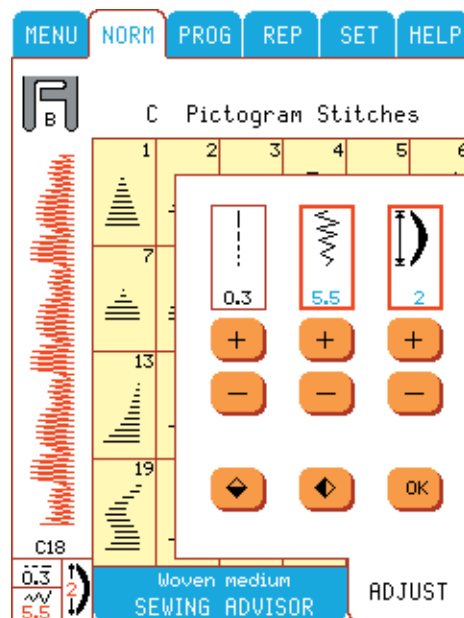 MENU NORM PROG REP SET HELP
B
C Pictogram Stitches
1 2 3 4 5 6
7
13
19
0.3 5.5 2
+ + +
− − −
OK
C18
0.3
5.5
2
Woven medium
SEWING ADVISOR
ADJUST